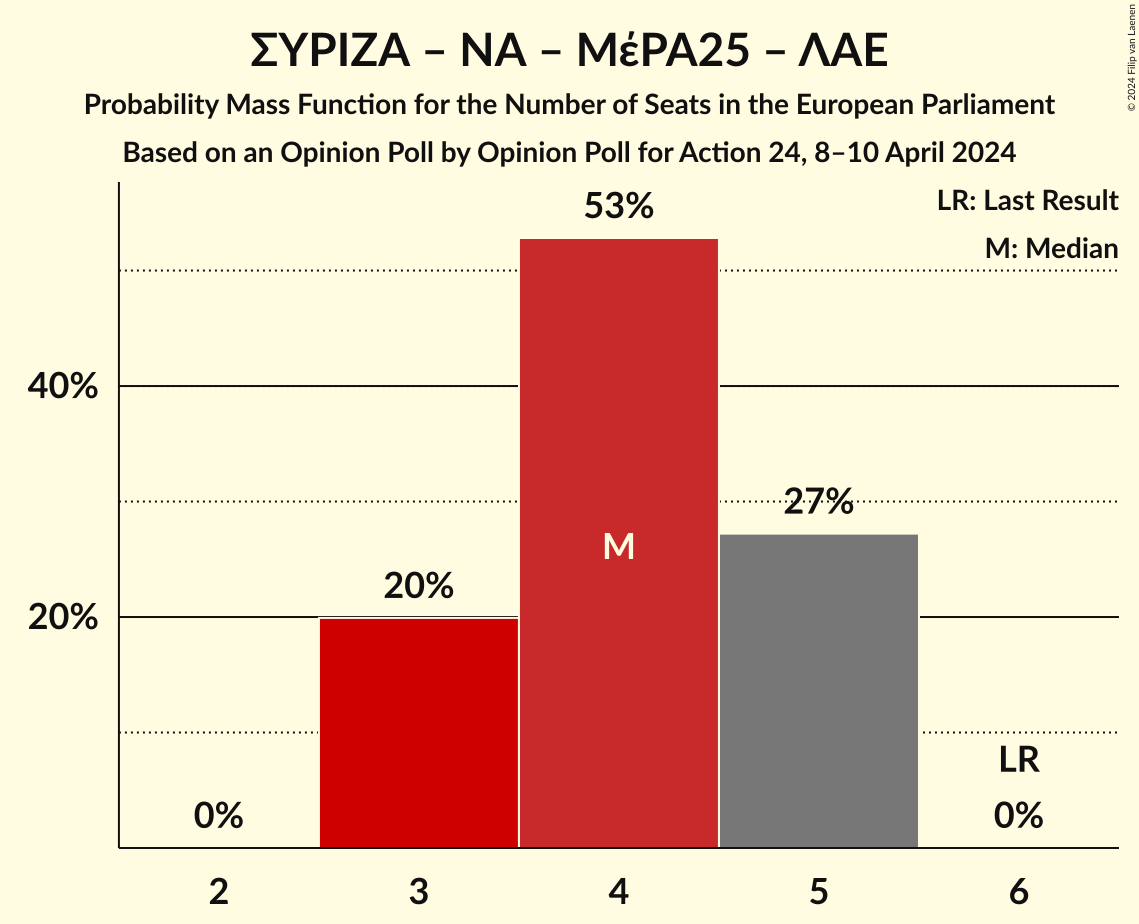 ΣΥΡΙΖΑ – ΝΑ – ΜέΡΑ25 – ΛΑΕ
Probability Mass Function for the Number of Seats in the European Parliament
Based on an Opinion Poll by Opinion Poll for Action 24, 8–10 April 2024
© 2024 Filip van Laenen
LR: Last Result
M: Median
53%
40%
27%
M
20%
20%
LR
0%
0%
2 3 4 5 6